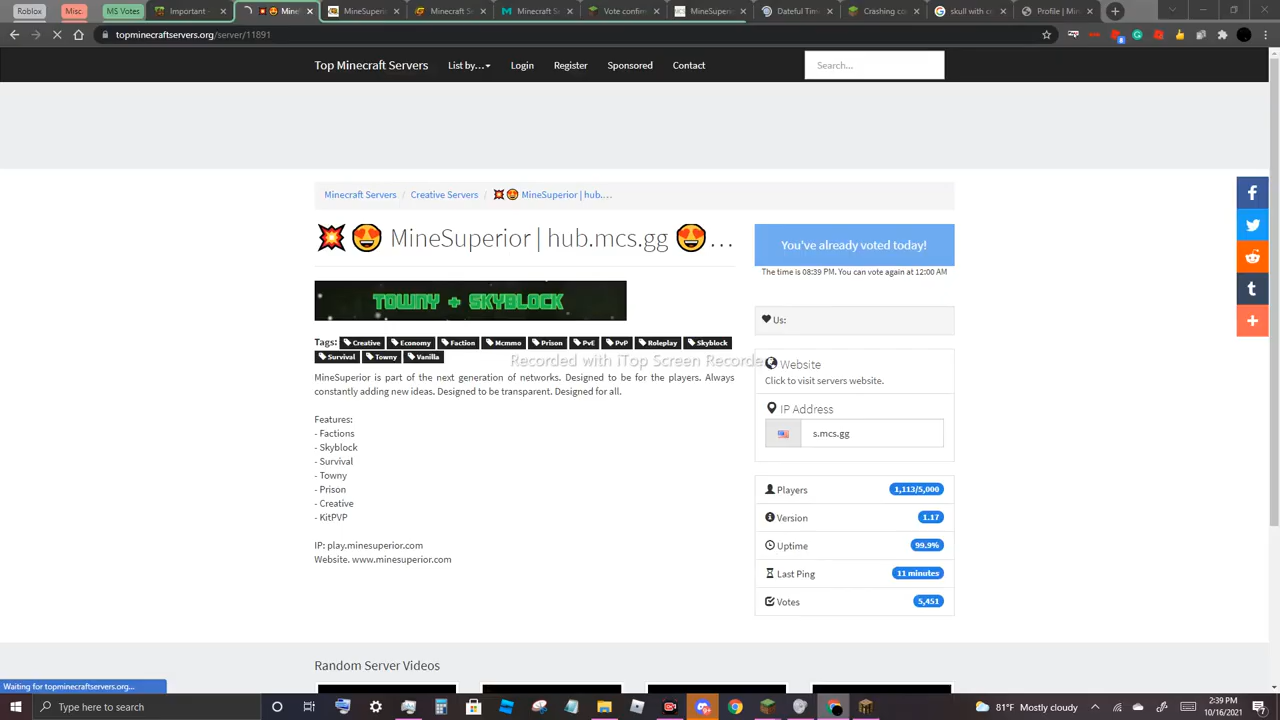 Roblox
MC
MS Votes
Important
Mine
Misc
MineSup
Vote confirm
MineSuperior
Dateful Time
Crashing co
skull with c
Profile | Min
topminecraftservers.org/server/11891
Top Minecraft Servers
List by...
Login
Register
Sponsored
Contact
Search...
Minecraft Servers / Creative Servers / 💥😍 MineSuperior | hub....
💥😍 MineSuperior | hub.mcs.gg 😍...
You've already voted today!
The time is 08:39 PM. You can vote again at 12:00 AM
TOWNY + SKYBLOCK
Us:
Tags: Creative Economy Faction Mcmmo Prison PvE PvP Roleplay Skyblock
Survival Towny Vanilla
Recorded with iTop Screen Recorde
MineSuperior is part of the next generation of networks. Designed to be for the players. Always
constantly adding new ideas. Designed to be transparent. Designed for all.
Features:
- Factions
- Skyblock
- Survival
- Towny
- Prison
- Creative
- KitPVP
IP: play.minesuperior.com
Website. www.minesuperior.com
Website
Click to visit servers website.
IP Address
s.mcs.gg
Players 1,113/5,000
Version 1.17
Uptime 99.9%
Last Ping 11 minutes
Votes 5,451
Random Server Videos
Waiting for topminecraftservers.org...
Type here to search
81°F Mostly cloudy
2:39 PM
10/16/2021